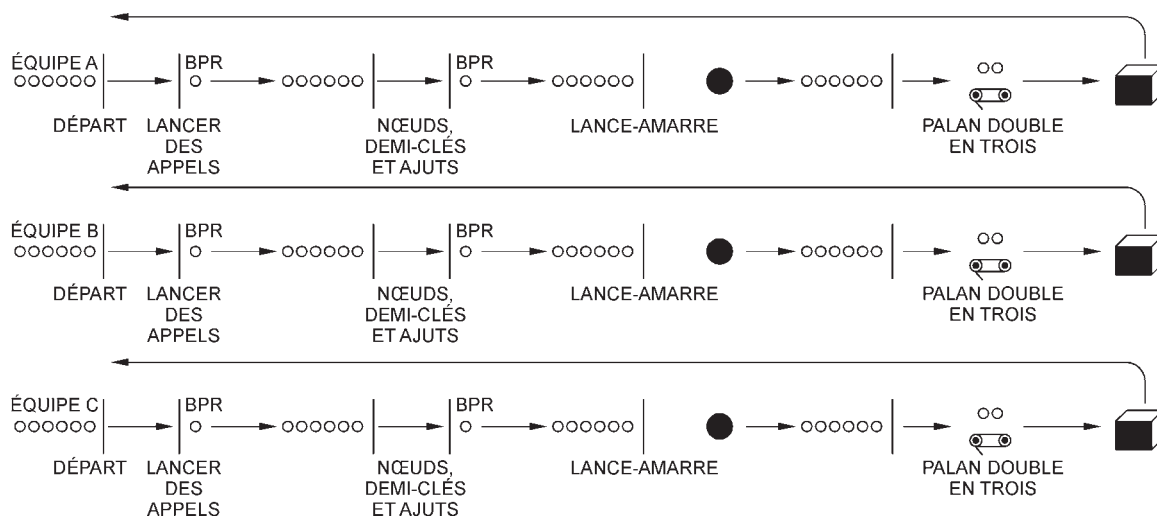 ÉQUIPE A
BPR
BPR
DÉPART
LANCER
DES
APPELS
NŒUDS,
DEMI-CLÉS
ET AJUTS
LANCE-AMARRE
PALAN DOUBLE
EN TROIS
ÉQUIPE B
BPR
BPR
DÉPART
LANCER
DES
APPELS
NŒUDS,
DEMI-CLÉS
ET AJUTS
LANCE-AMARRE
PALAN DOUBLE
EN TROIS
ÉQUIPE C
BPR
BPR
DÉPART
LANCER
DES
APPELS
NŒUDS,
DEMI-CLÉS
ET AJUTS
LANCE-AMARRE
PALAN DOUBLE
EN TROIS